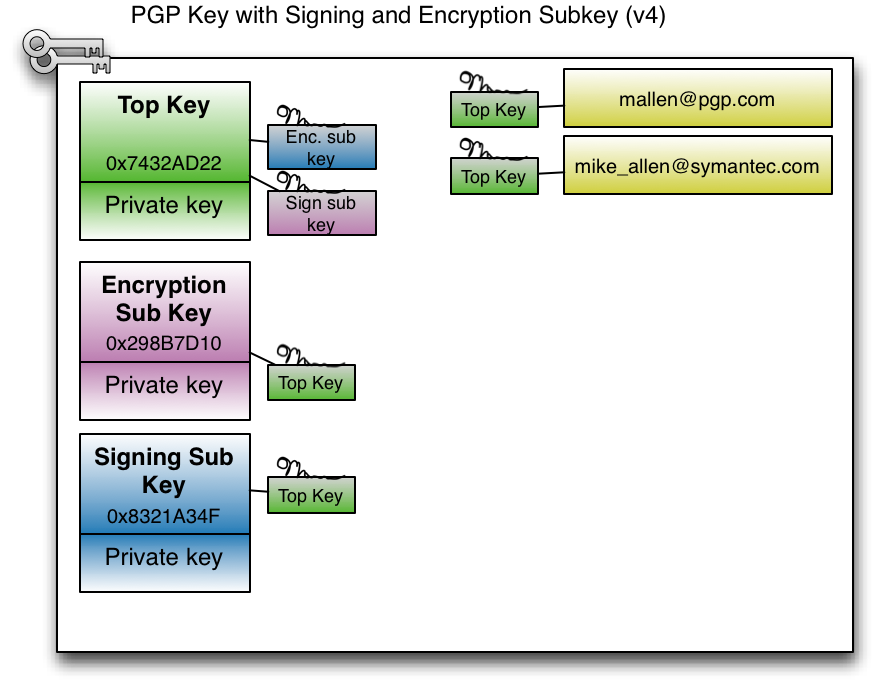 PGP Key with Signing and Encryption Subkey (v4)
Top Key
0x7432AD22
Private key
Enc. sub
key
Sign sub
key
Top Key
mallen@pgp.com
Top Key
mike_allen@symantec.com
Encryption
Sub Key
0x298B7D10
Private key
Top Key
Signing Sub
Key
0x8321A34F
Private key
Top Key